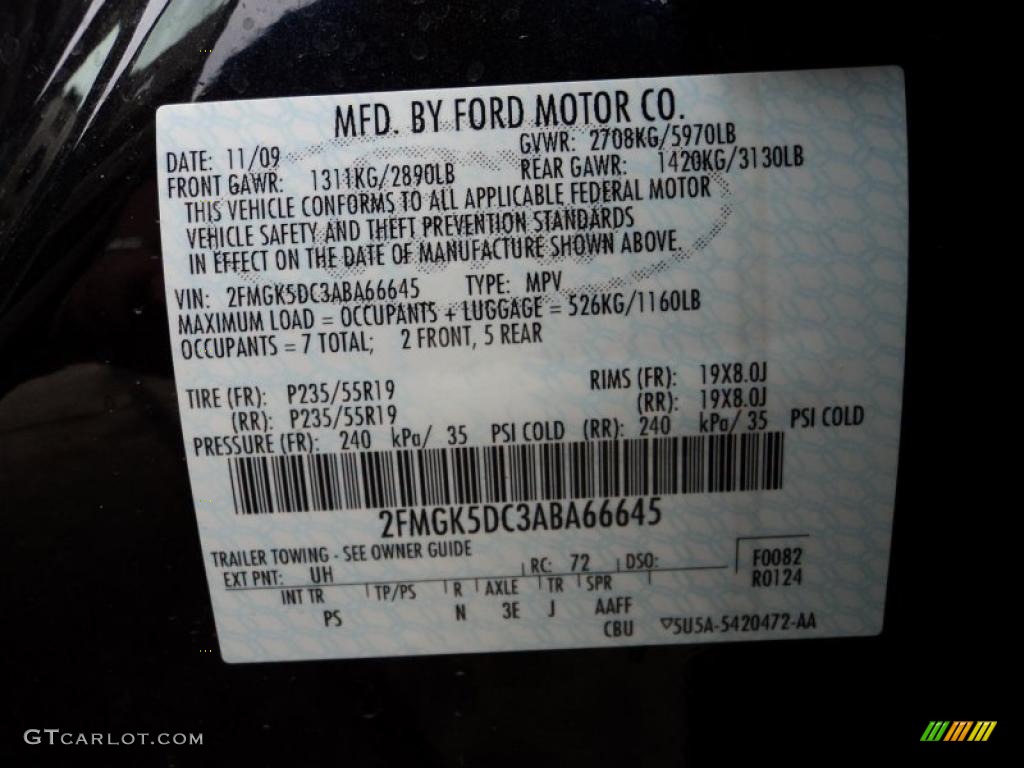 MFD. BY FORD MOTOR CO.
DATE: 11/09 GVWR: 2708KG/5970LB
FRONT GAWR: 1311KG/2890LB REAR GAWR: 1420KG/3130LB
THIS VEHICLE CONFORMS TO ALL APPLICABLE FEDERAL MOTOR
VEHICLE SAFETY AND THEFT PREVENTION STANDARDS
IN EFFECT ON THE DATE OF MANUFACTURE SHOWN ABOVE.
VIN: 2FMGK5DC3ABA66645 TYPE: MPV
MAXIMUM LOAD = OCCUPANTS + LUGGAGE = 526KG/1160LB
OCCUPANTS = 7 TOTAL; 2 FRONT, 5 REAR
TIRE (FR): P235/55R19 RIMS (FR): 19X8.0J
(RR): P235/55R19 (RR): 19X8.0J
PRESSURE (FR): 240 kPa/ 35 PSI COLD (RR): 240 kPa/ 35 PSI COLD
2FMGK5DC3ABA66645
TRAILER TOWING - SEE OWNER GUIDE
EXT PNT: UH RC: 72 DSO: F0082
INT TR TP/PS R AXLE TR SPR R0124
PS N 3E J AAFF
CBU ▽5U5A-5420472-AA
GTCARLOT.COM